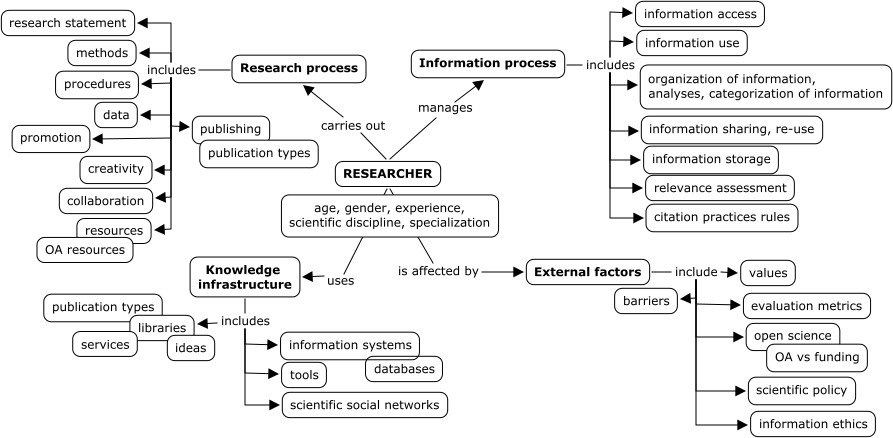 research statement
methods
procedures
data
promotion
creativity
collaboration
resources
OA resources
includes
publishing
publication types
Research process
carries out
Information process
manages
includes
information access
information use
organization of information,
analyses, categorization of information
information sharing, re-use
information storage
relevance assessment
citation practices rules
RESEARCHER
age, gender, experience,
scientific discipline, specialization
uses
Knowledge
infrastructure
includes
publication types
libraries
services
ideas
information systems
databases
tools
scientific social networks
is affected by
External factors
include
values
barriers
evaluation metrics
open science
OA vs funding
scientific policy
information ethics